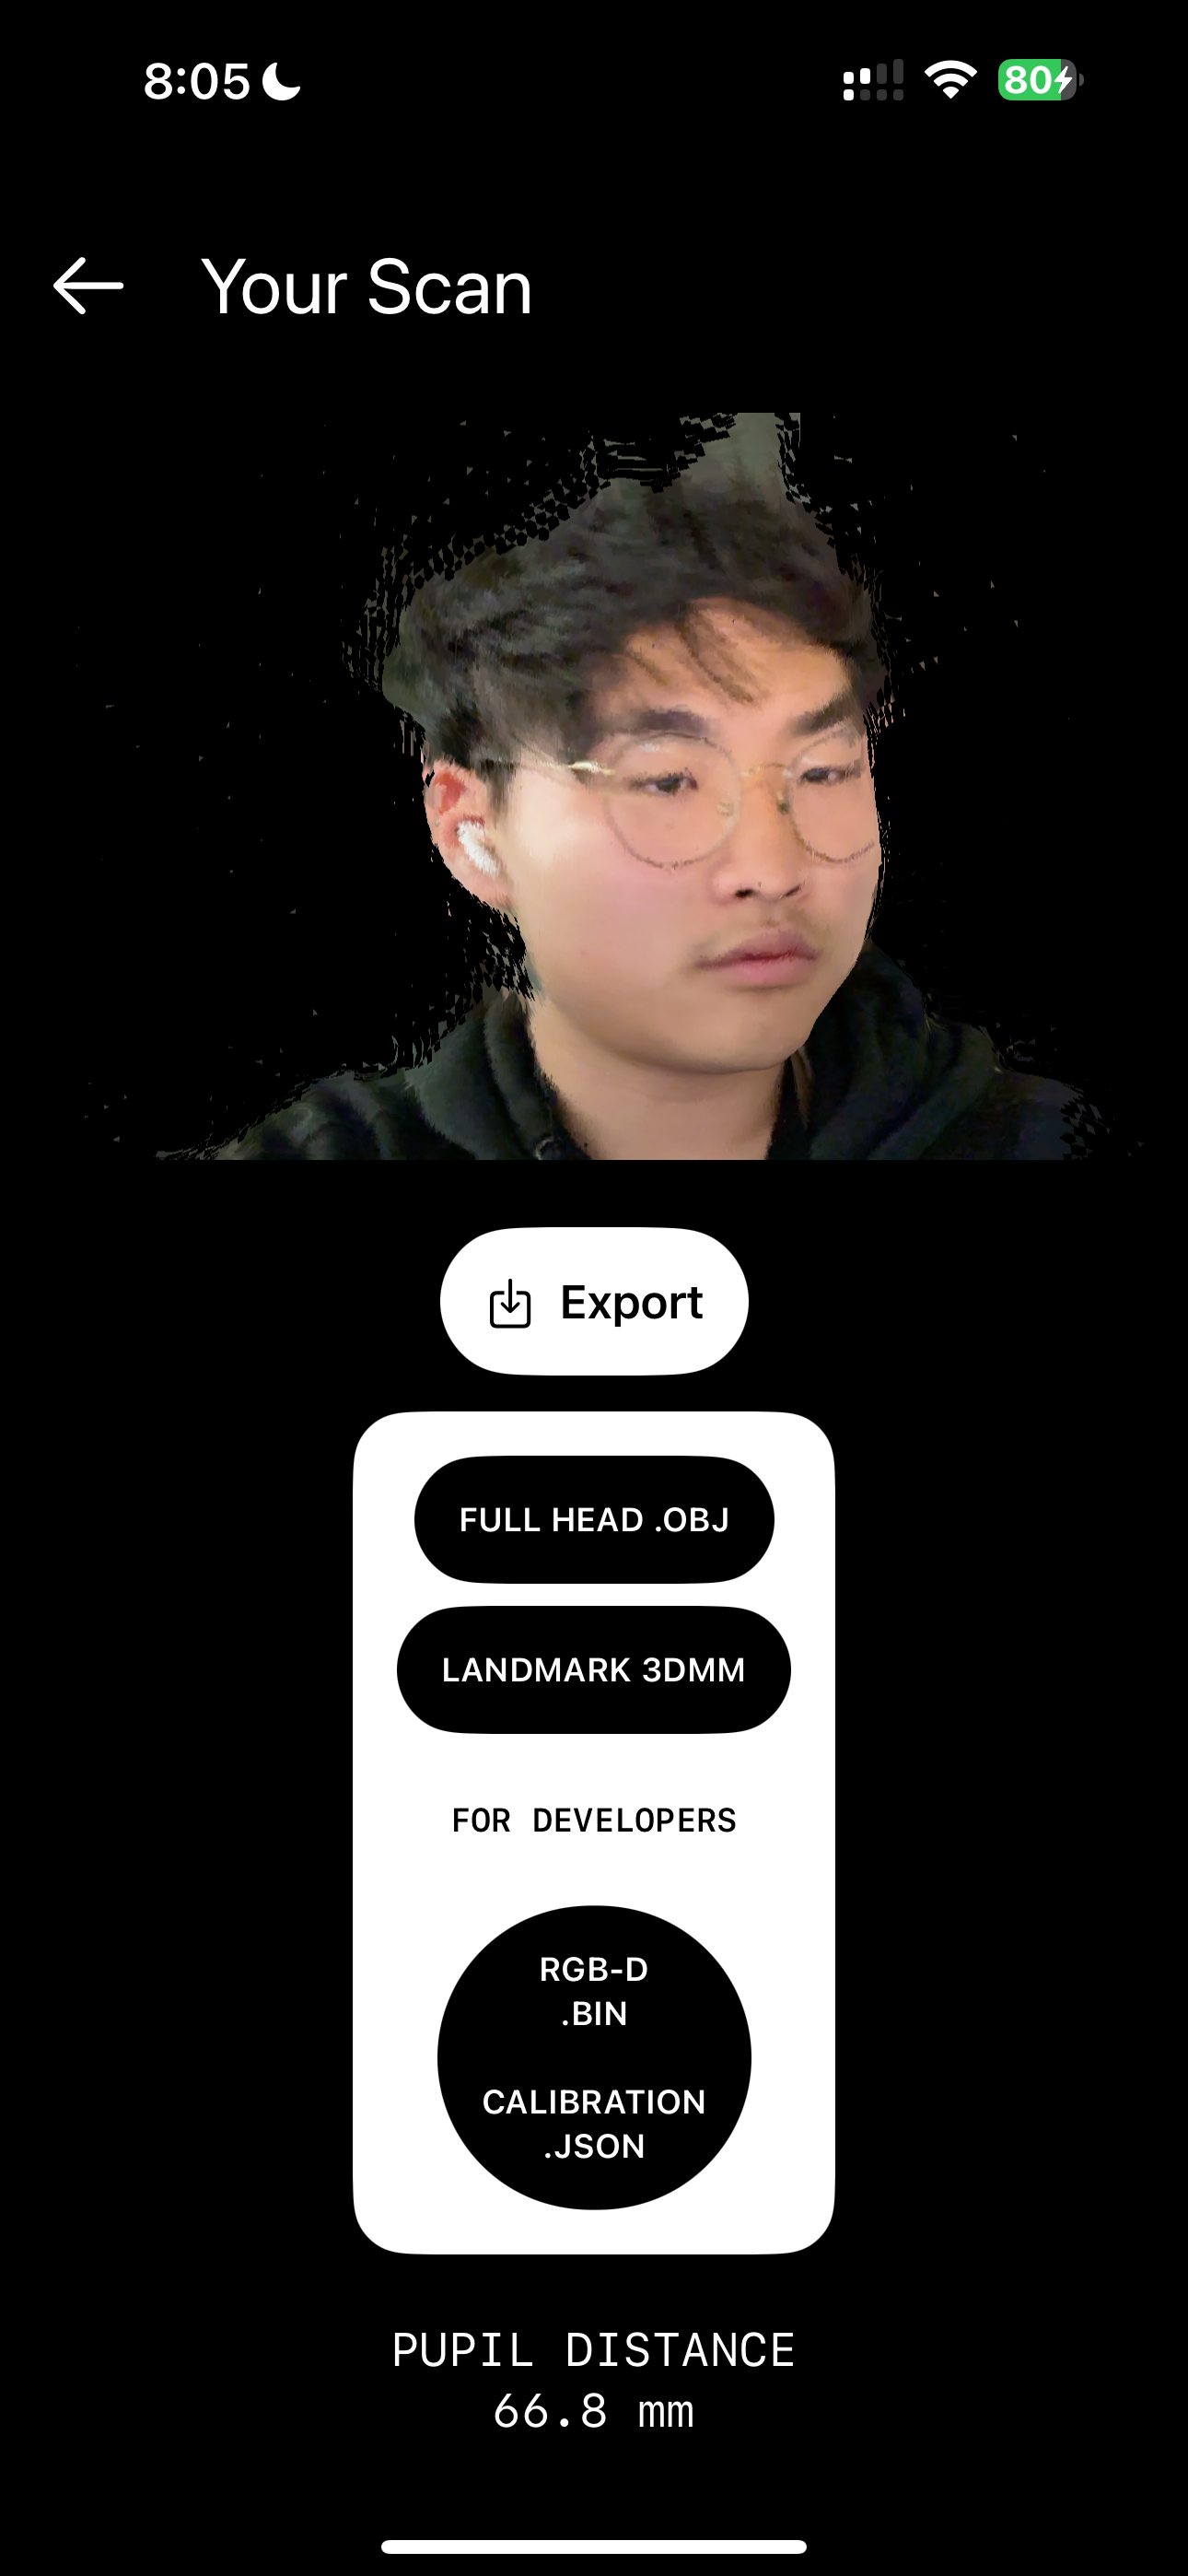 8:05
80
Your Scan
Export
FULL HEAD .OBJ
LANDMARK 3DMM
FOR DEVELOPERS
RGB-D
.BIN
CALIBRATION
.JSON
PUPIL DISTANCE
66.8 mm